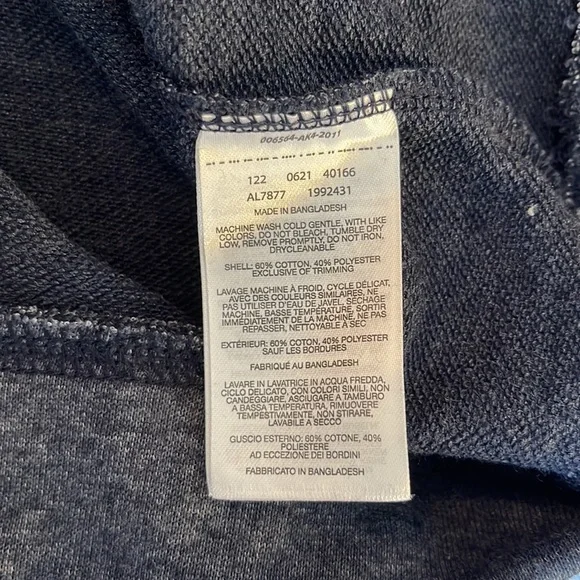 006564-AK4-2011
122 0621 40166
AL7877 1992431
MADE IN BANGLADESH
MACHINE WASH COLD GENTLE, WITH LIKE
COLORS, DO NOT BLEACH, TUMBLE DRY
LOW, REMOVE PROMPTLY, DO NOT IRON,
DRYCLEANABLE
SHELL: 60% COTTON, 40% POLYESTER
EXCLUSIVE OF TRIMMING
LAVAGE MACHINE À FROID, CYCLE DÉLICAT,
AVEC DES COULEURS SIMILAIRES, NE
PAS UTILISER D'EAU DE JAVEL, SÉCHAGE
MACHINE, BASSE TEMPÉRATURE, SORTIR
IMMÉDIATEMENT DE LA MACHINE, NE PAS
REPASSER, NETTOYABLE À SEC
EXTÉRIEUR: 60% COTON, 40% POLYESTER
SAUF LES BORDURES
FABRIQUÉ AU BANGLADESH
LAVARE IN LAVATRICE IN ACQUA FREDDA,
CICLO DELICATO, CON COLORI SIMILI, NON
CANDEGGIARE, ASCIUGARE A TAMBURO
A BASSA TEMPERATURA, RIMUOVERE
TEMPESTIVAMENTE, NON STIRARE,
LAVABILE A SECCO
GUSCIO ESTERNO: 60% COTONE, 40%
POLIESTERE
AD ECCEZIONE DEI BORDINI
FABBRICATO IN BANGLADESH